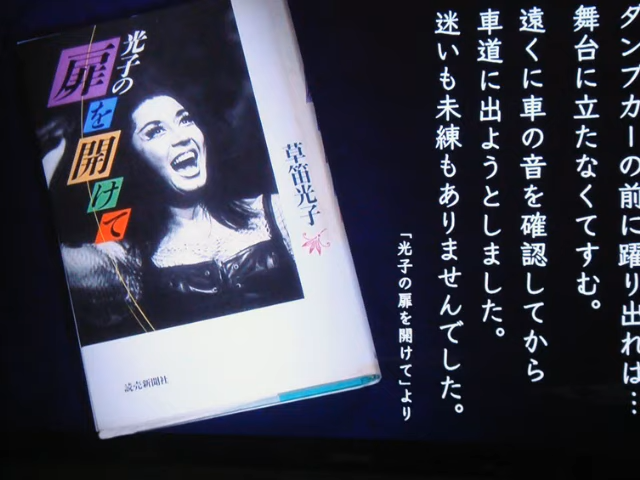 光子の
扉を開けて
草笛光子
読売新聞社
ダンプカーの前に躍り出れば…
舞台に立たなくてすむ。
遠くに車の音を確認してから
車道に出ようとしました。
迷いも未練もありませんでした。
「光子の扉を開けて」より